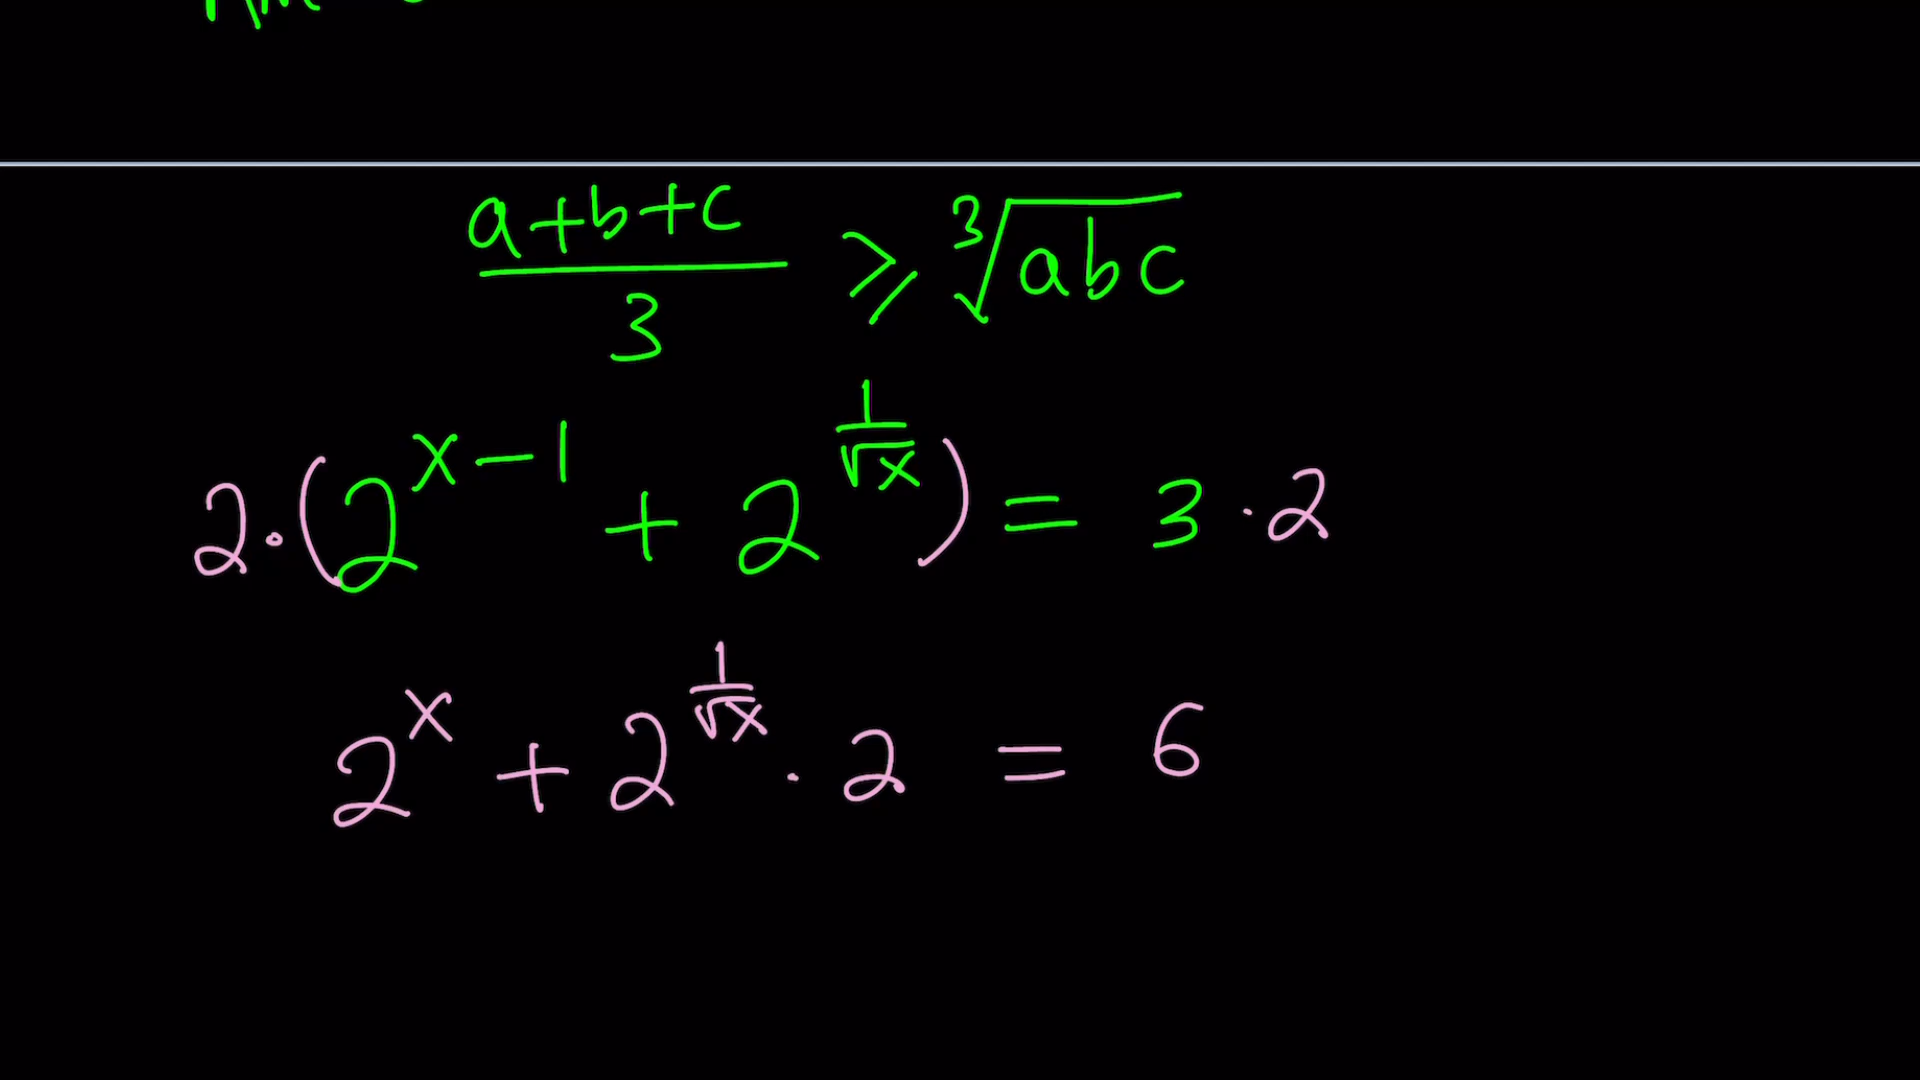 (a+b+c)/3 ⩾ ∛(abc)
2·(2^(x−1) + 2^(1/√x)) = 3·2
2^x + 2^(1/√x) · 2 = 6